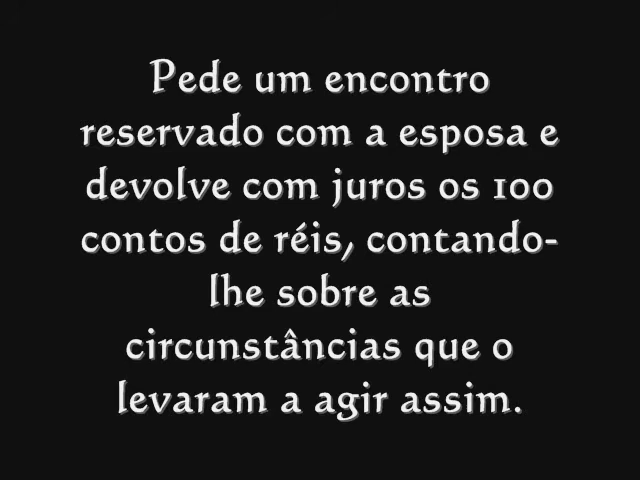 Pede um encontro
reservado com a esposa e
devolve com juros os 100
contos de réis, contando-
lhe sobre as
circunstâncias que o
levaram a agir assim.